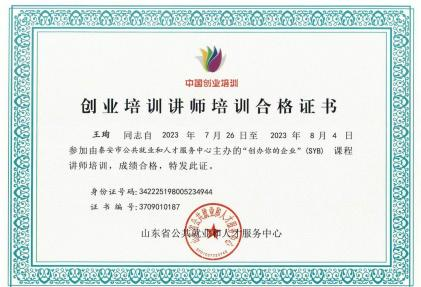 中国创业培训
创业培训讲师培训合格证书
王珣 同志自 2023 年 7 月 26 日至 2023 年 8 月 4 日
参加由泰安市公共就业和人才服务中心主办的“创办你的企业”(SYB) 课程
讲师培训，成绩合格，特发此证。
身份证号码: 342225198005234944
证 书 编 号: 3709010187
山东省公共就业和人才服务中心